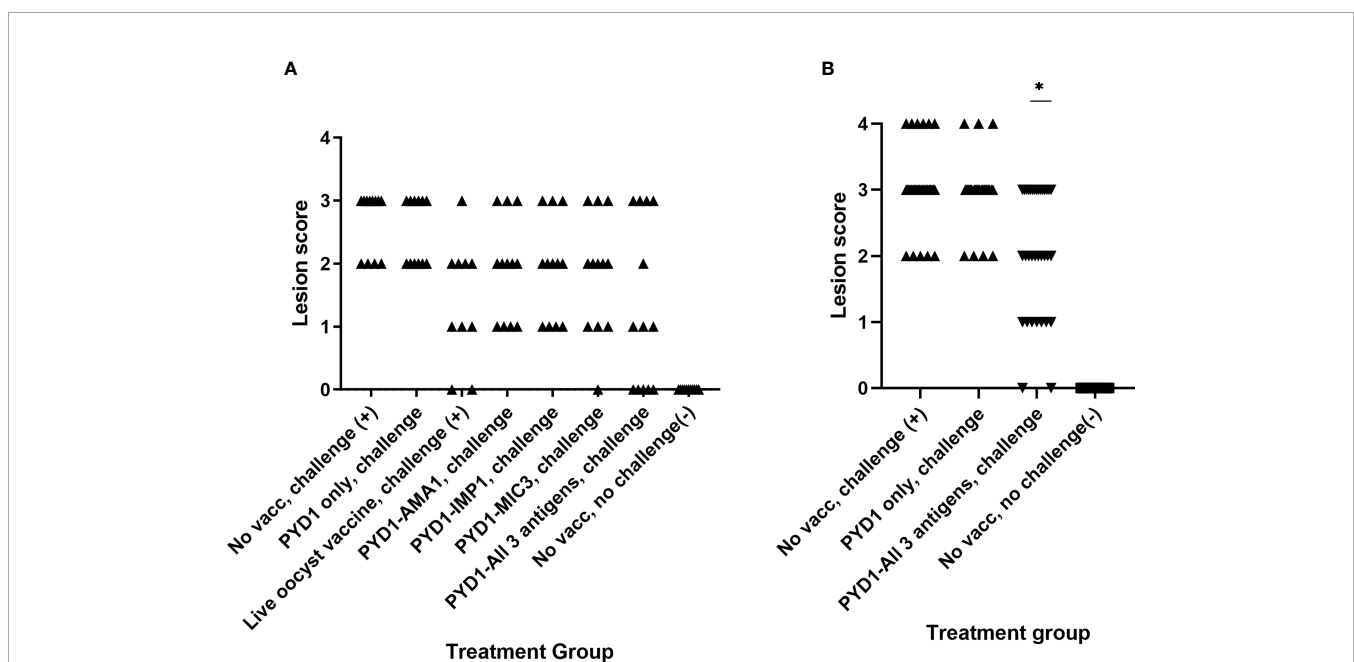 A
4
3
2
1
0
Lesion score
No vacc, challenge (+)
PYD1 only, challenge
Live oocyst vaccine, challenge (+)
PYD1-AMA1, challenge
PYD1-IMP1, challenge
PYD1-MIC3, challenge
PYD1-All 3 antigens, challenge
No vacc, no challenge(-)
Treatment Group
B
*
4
3
2
1
0
Lesion score
No vacc, challenge (+)
PYD1 only, challenge
PYD1-All 3 antigens, challenge
No vacc, no challenge(-)
Treatment group